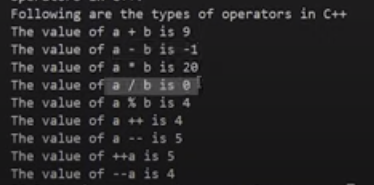 Following are the types of operators in C++
The value of a + b is 9
The value of a - b is -1
The value of a * b is 20
The value of a / b is 0
The value of a % b is 4
The value of a ++ is 4
The value of a -- is 5
The value of ++a is 5
The value of --a is 4